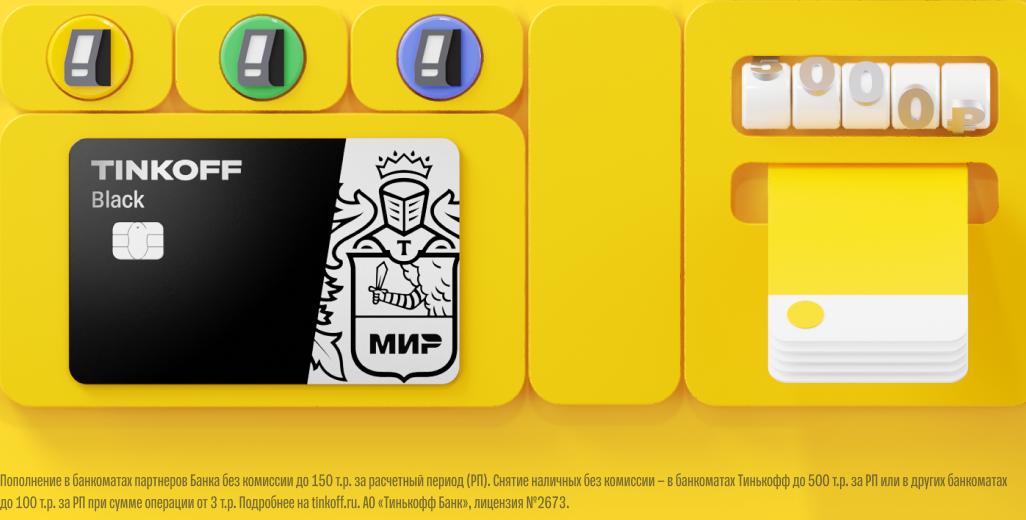 5000₽
TINKOFF
Black
T
МИР
Пополнение в банкоматах партнеров Банка без комиссии до 150 т.р. за расчетный период (РП). Снятие наличных без комиссии – в банкоматах Тинькофф до 500 т.р. за РП или в других банкоматах
до 100 т.р. за РП при сумме операции от 3 т.р. Подробнее на tinkoff.ru. АО «Тинькофф Банк», лицензия №2673.